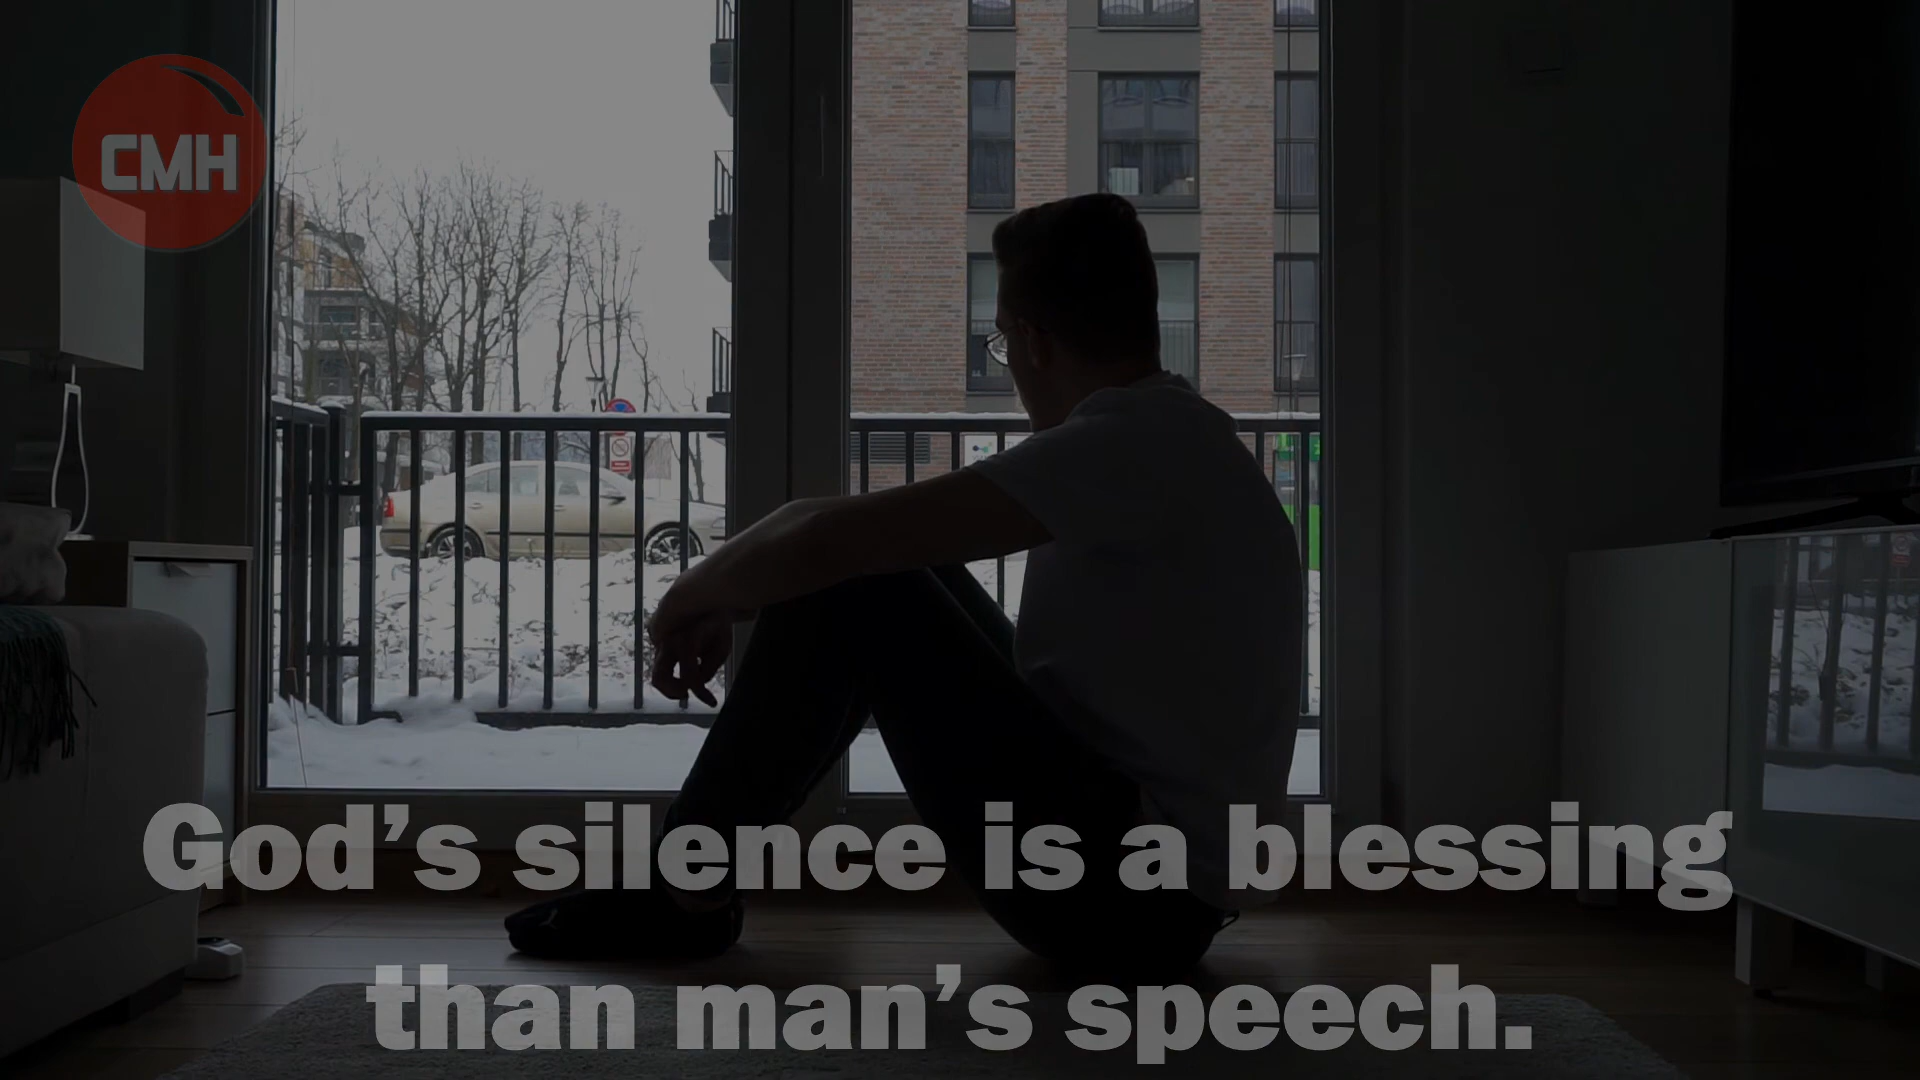 CMH
God’s silence is a blessing
than man’s speech.